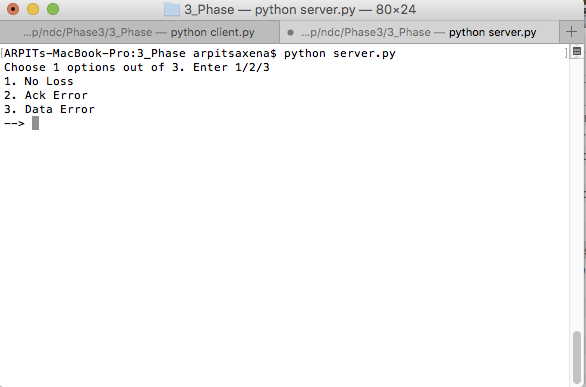 3_Phase — python server.py — 80×24
...p/ndc/Phase3/3_Phase — python client.py
...p/ndc/Phase3/3_Phase — python server.py
+
[ARPITs-MacBook-Pro:3_Phase arpitsaxena$ python server.py ]
Choose 1 options out of 3. Enter 1/2/3
1. No Loss
2. Ack Error
3. Data Error
-->